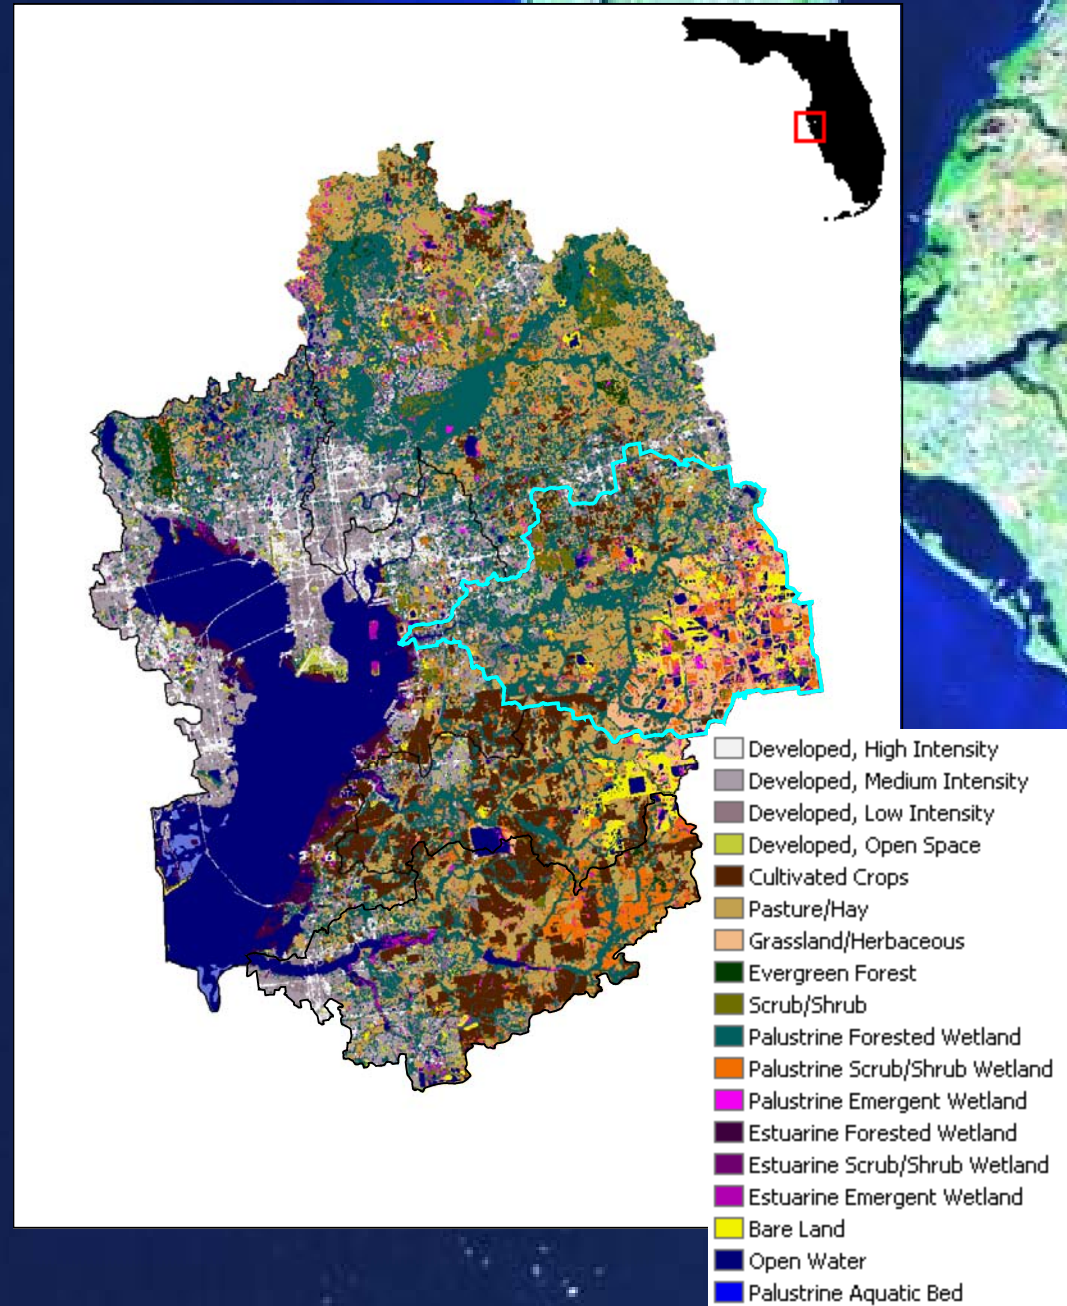 Developed, High Intensity
Developed, Medium Intensity
Developed, Low Intensity
Developed, Open Space
Cultivated Crops
Pasture/Hay
Grassland/Herbaceous
Evergreen Forest
Scrub/Shrub
Palustrine Forested Wetland
Palustrine Scrub/Shrub Wetland
Palustrine Emergent Wetland
Estuarine Forested Wetland
Estuarine Scrub/Shrub Wetland
Estuarine Emergent Wetland
Bare Land
Open Water
Palustrine Aquatic Bed